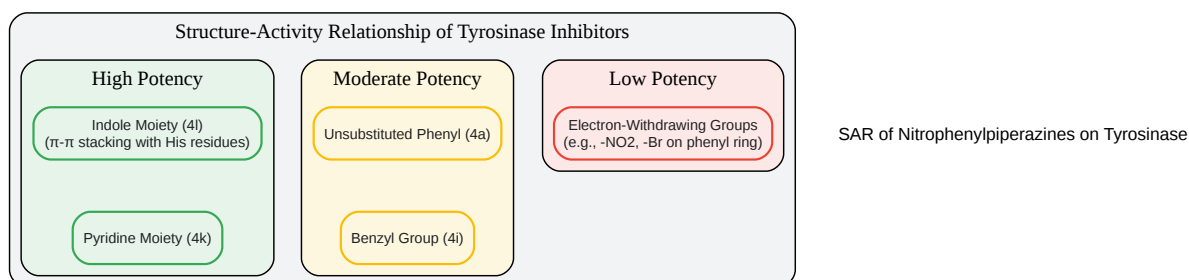 Structure-Activity Relationship of Tyrosinase Inhibitors
High Potency
Indole Moiety (4l)
(π-π stacking with His residues)
Pyridine Moiety (4k)
Moderate Potency
Unsubstituted Phenyl (4a)
Benzyl Group (4i)
Low Potency
Electron-Withdrawing Groups
(e.g., -NO2, -Br on phenyl ring)
SAR of Nitrophenylpiperazines on Tyrosinase